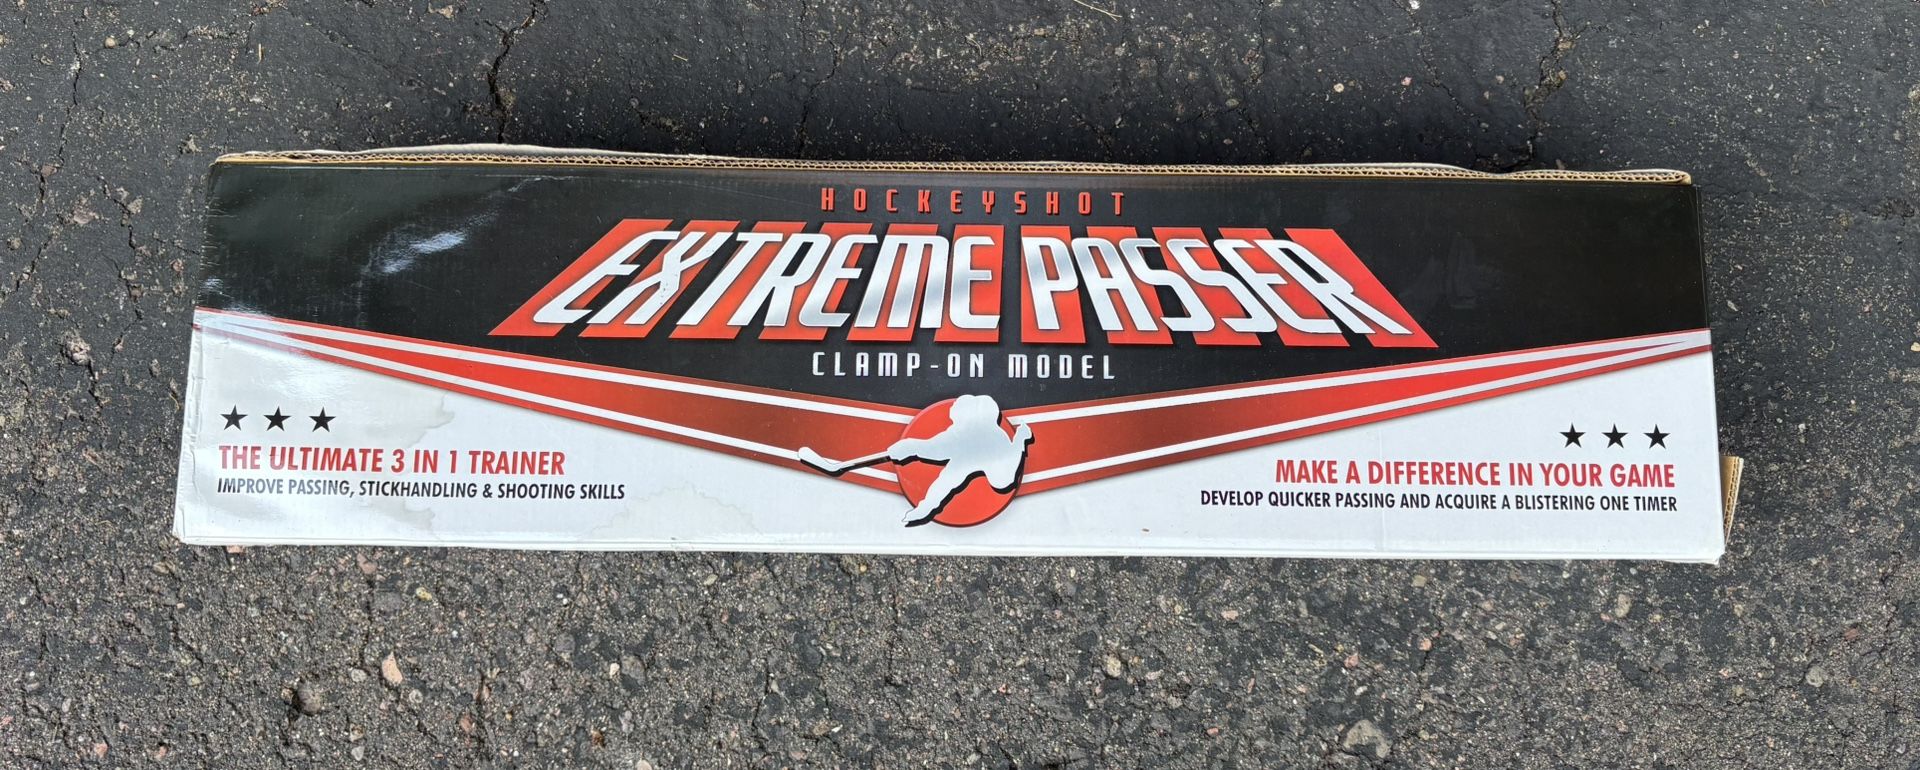 HOCKEYSHOT
EXTREME PASSER
CLAMP-ON MODEL
THE ULTIMATE 3 IN 1 TRAINER
IMPROVE PASSING, STICKHANDLING & SHOOTING SKILLS
MAKE A DIFFERENCE IN YOUR GAME
DEVELOP QUICKER PASSING AND ACQUIRE A BLISTERING ONE TIMER